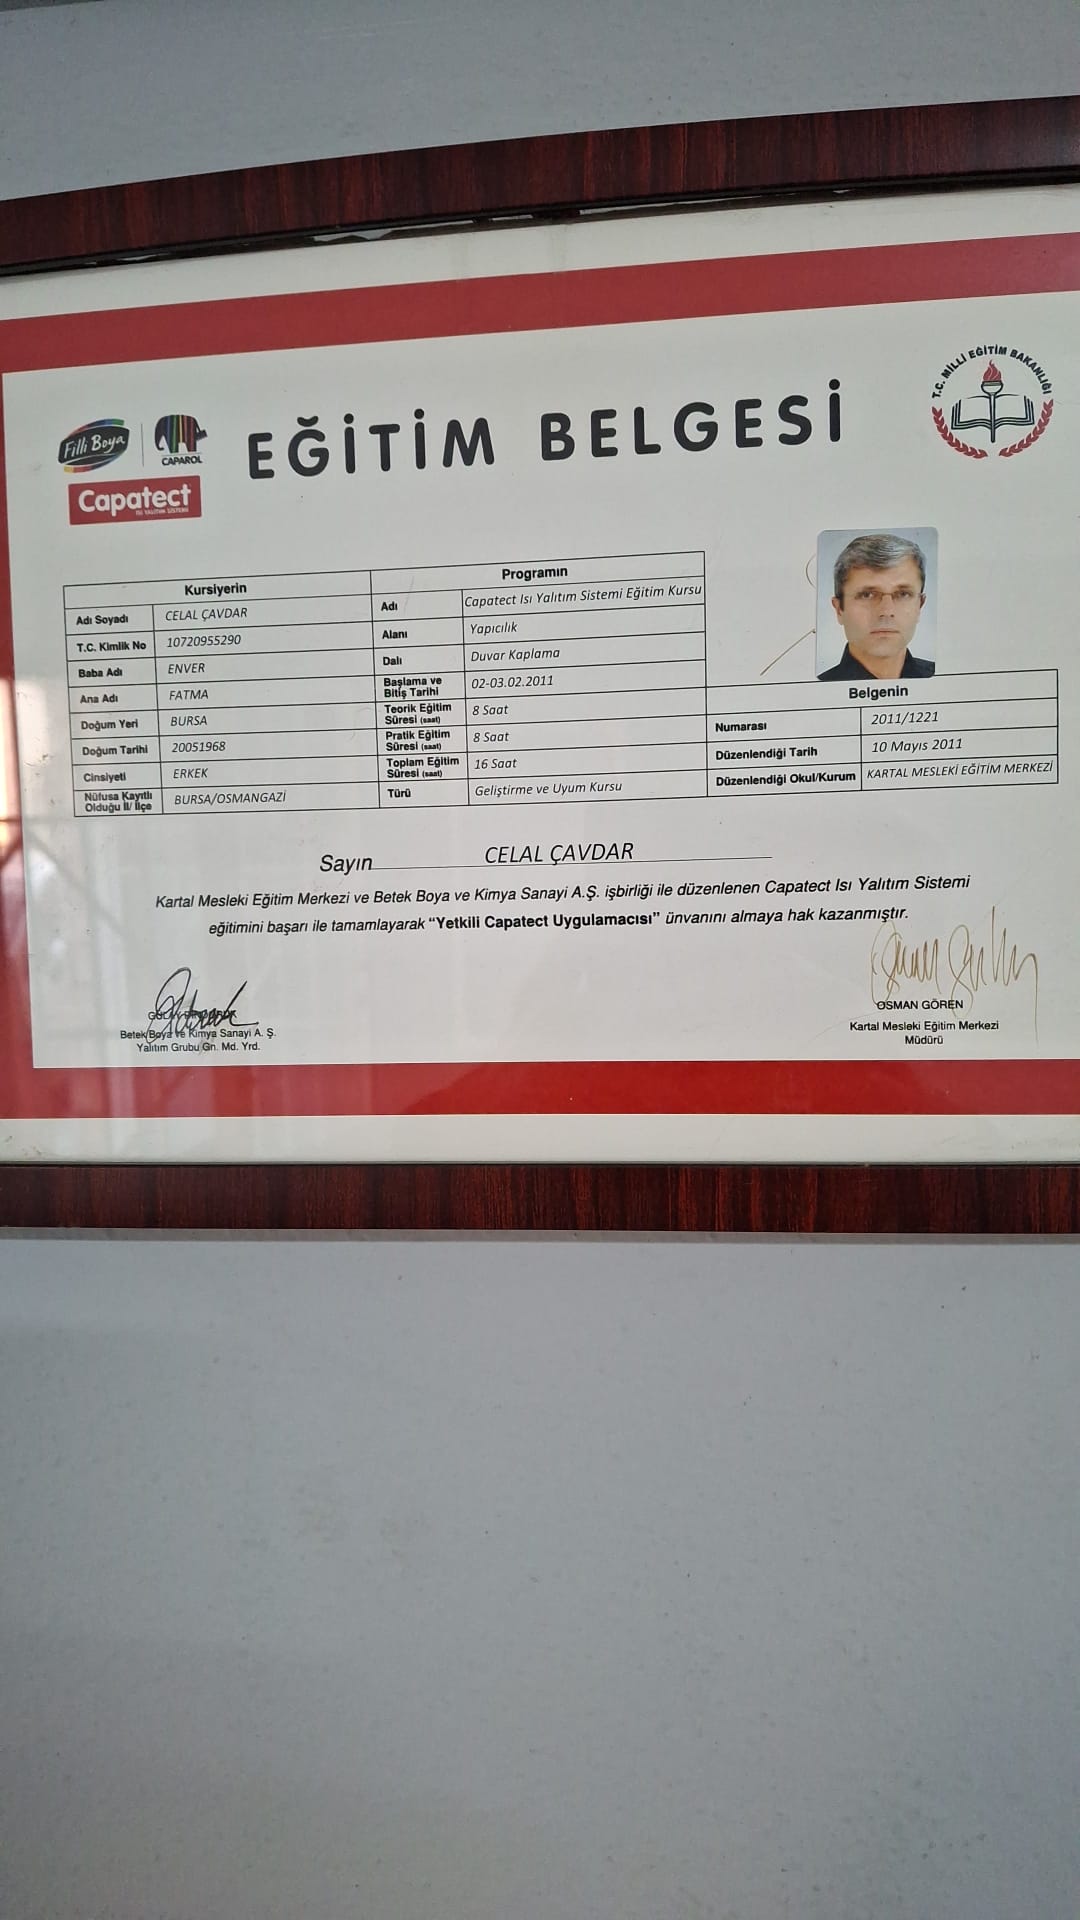 T.C. MİLLİ EĞİTİM BAKANLIĞI
Filli Boya
CAPAROL
EĞİTİM BELGESİ
Capatect
ISI YALITIM SİSTEMİ
Kursiyerin
Adı Soyadı CELAL ÇAVDAR
T.C. Kimlik No 10720955290
Baba Adı ENVER
Ana Adı FATMA
Doğum Yeri BURSA
Doğum Tarihi 20051968
Cinsiyeti ERKEK
Nüfusa Kayıtlı
Olduğu İl/ İlçe BURSA/OSMANGAZİ
Programın
Adı Capatect Isı Yalıtım Sistemi Eğitim Kursu
Alanı Yapıcılık
Dalı Duvar Kaplama
Başlama ve
Bitiş Tarihi 02-03.02.2011
Teorik Eğitim
Süresi (saat) 8 Saat
Pratik Eğitim
Süresi (saat) 8 Saat
Toplam Eğitim
Süresi (saat) 16 Saat
Türü Geliştirme ve Uyum Kursu
Belgenin
Numarası 2011/1221
Düzenlendiği Tarih 10 Mayıs 2011
Düzenlendiği Okul/Kurum KARTAL MESLEKİ EĞİTİM MERKEZİ
Sayın CELAL ÇAVDAR
Kartal Mesleki Eğitim Merkezi ve Betek Boya ve Kimya Sanayi A.Ş. işbirliği ile düzenlenen Capatect Isı Yalıtım Sistemi
eğitimini başarı ile tamamlayarak “Yetkili Capatect Uygulamacısı” ünvanını almaya hak kazanmıştır.
Betek Boya ve Kimya Sanayi A. Ş.
Yalıtım Grubu Gn. Md. Yrd.
OSMAN GÖREN
Kartal Mesleki Eğitim Merkezi
Müdürü